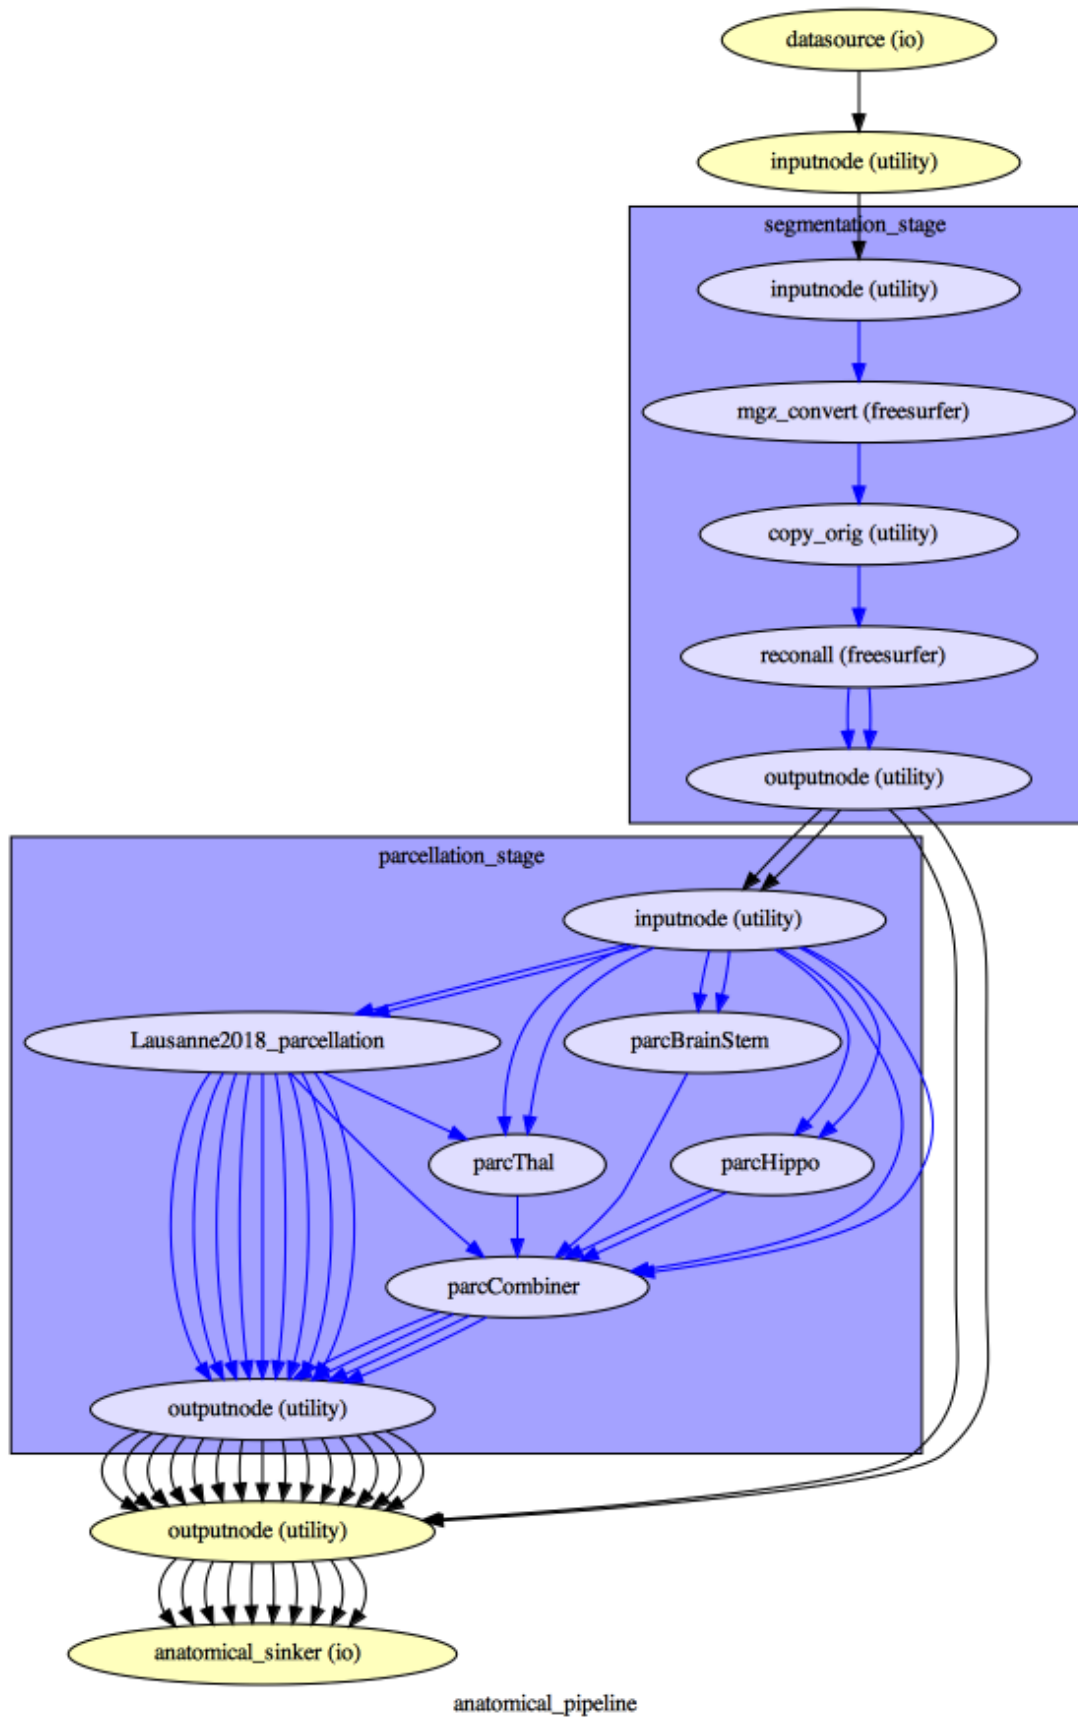 datasource (io)
inputnode (utility)
segmentation_stage
inputnode (utility)
mgz_convert (freesurfer)
copy_orig (utility)
reconall (freesurfer)
outputnode (utility)
parcellation_stage
inputnode (utility)
Lausanne2018_parcellation
parcBrainStem
parcThal
parcHippo
parcCombiner
outputnode (utility)
outputnode (utility)
anatomical_sinker (io)
anatomical_pipeline